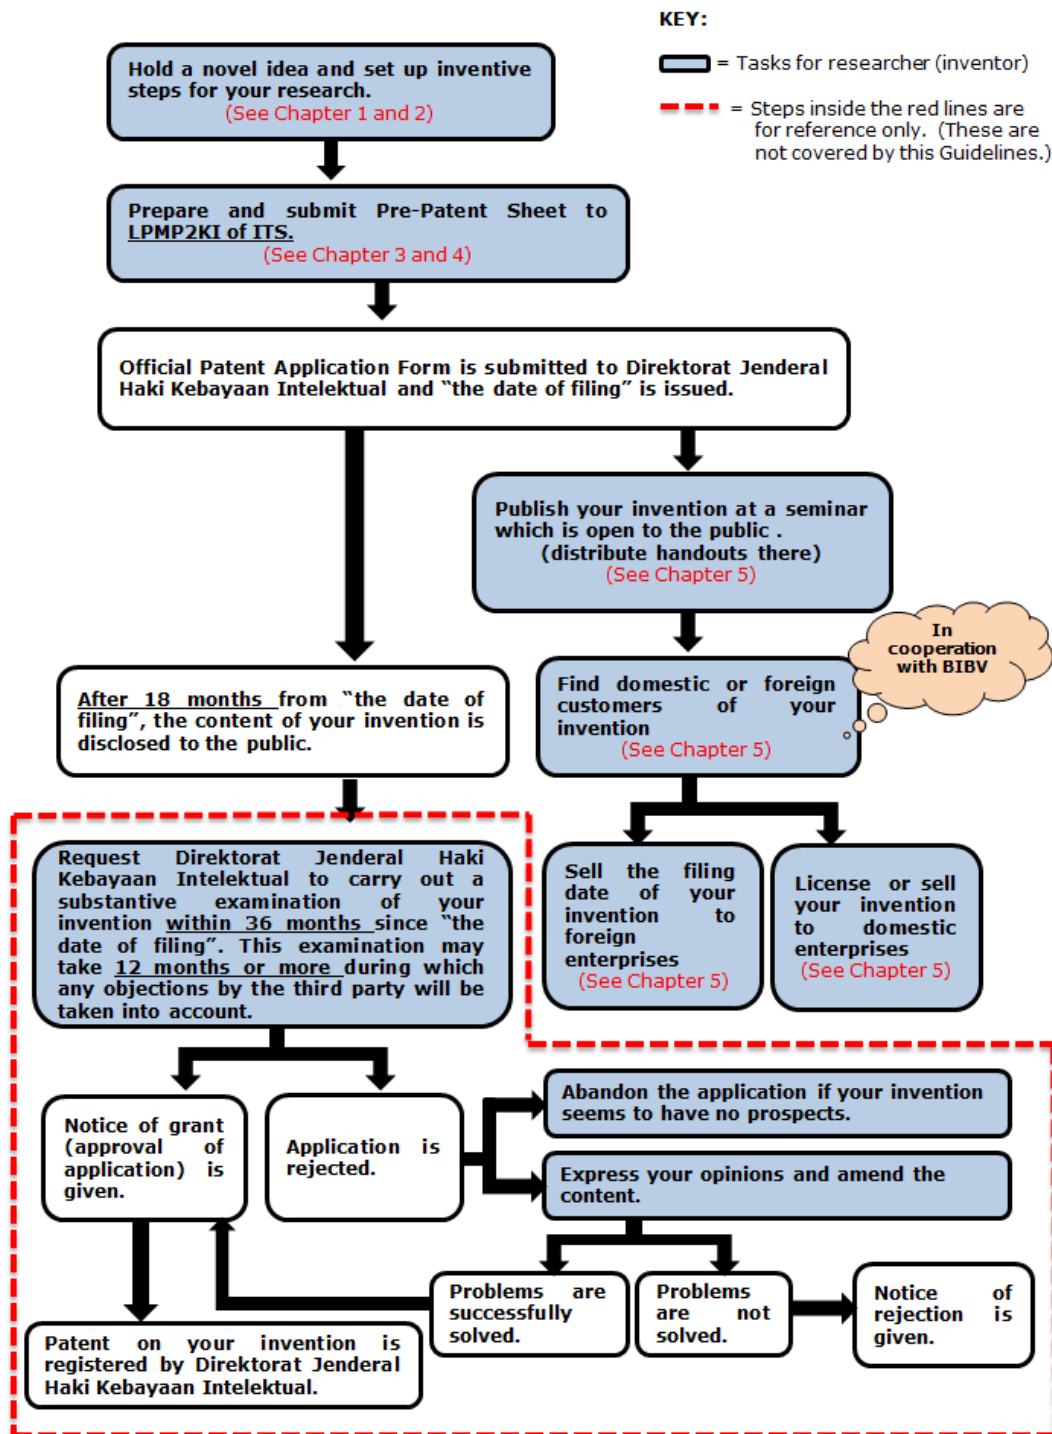 KEY:
= Tasks for researcher (inventor)
= Steps inside the red lines are
for reference only. (These are
not covered by this Guidelines.)
Hold a novel idea and set up inventive
steps for your research.
(See Chapter 1 and 2)
Prepare and submit Pre-Patent Sheet to
LPMP2KI of ITS.
(See Chapter 3 and 4)
Official Patent Application Form is submitted to Direktorat Jenderal
Haki Kebayaan Intelektual and “the date of filing” is issued.
Publish your invention at a seminar
which is open to the public .
(distribute handouts there)
(See Chapter 5)
In
cooperation
with BIBV
Find domestic or foreign
customers of your
invention
(See Chapter 5)
After 18 months from “the date of
filing”, the content of your invention is
disclosed to the public.
Sell the filing
date of your
invention to
foreign
enterprises
(See Chapter 5)
License or sell
your invention
to domestic
enterprises
(See Chapter 5)
Request Direktorat Jenderal Haki
Kebayaan Intelektual to carry out a
substantive examination of your
invention within 36 months since “the
date of filing”. This examination may
take 12 months or more during which
any objections by the third party will be
taken into account.
Notice of grant
(approval of
application) is
given.
Application is
rejected.
Abandon the application if your invention
seems to have no prospects.
Express your opinions and amend the
content.
Problems are
successfully
solved.
Problems
are not
solved.
Notice of
rejection is
given.
Patent on your invention is
registered by Direktorat Jenderal
Haki Kebayaan Intelektual.